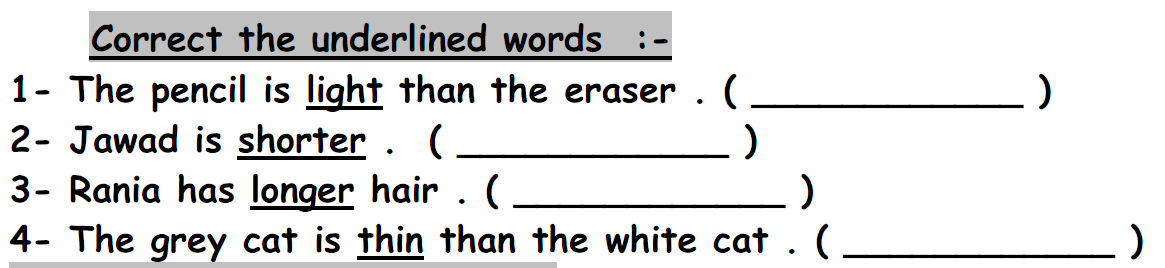 Correct the underlined words :-
1- The pencil is light than the eraser . ( ____________ )
2- Jawad is shorter . ( ____________ )
3- Rania has longer hair . ( ____________ )
4- The grey cat is thin than the white cat . ( ____________ )